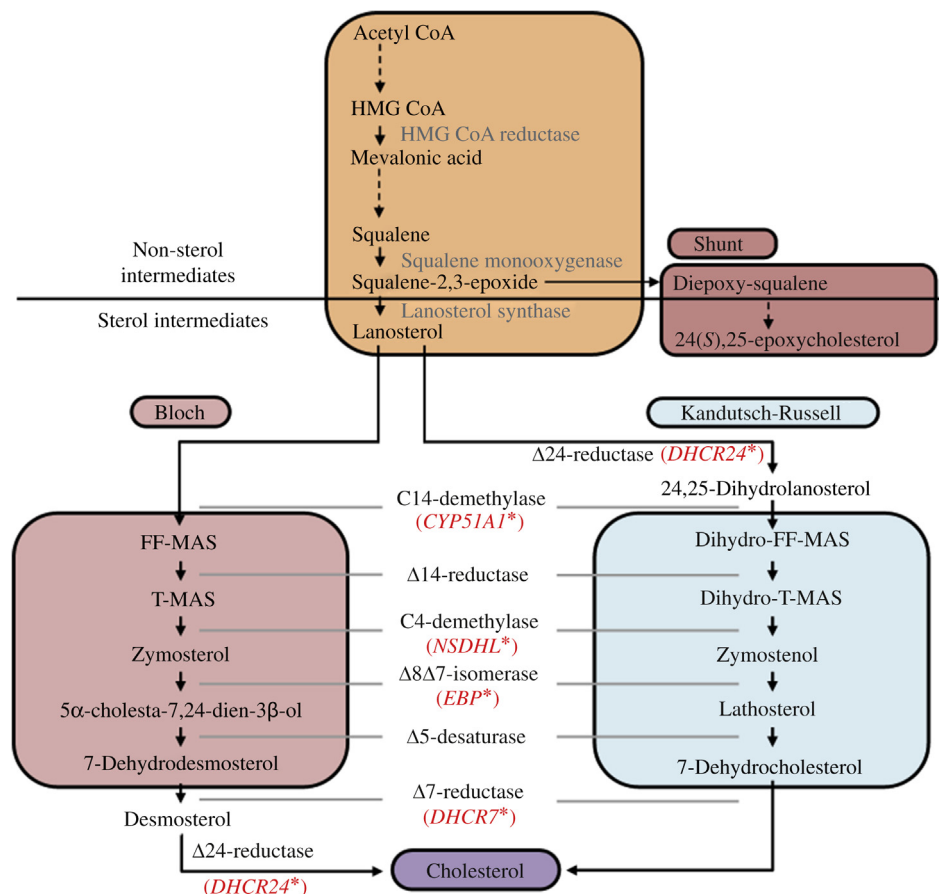 Acetyl CoA
HMG CoA
HMG CoA reductase
Mevalonic acid
Squalene
Squalene monooxygenase
Squalene-2,3-epoxide
Lanosterol synthase
Lanosterol
Non-sterol
intermediates
Sterol intermediates
Shunt
Diepoxy-squalene
24(S),25-epoxycholesterol
Bloch
Kandutsch-Russell
Δ24-reductase (DHCR24*)
24,25-Dihydrolanosterol
C14-demethylase
(CYP51A1*)
FF-MAS
Dihydro-FF-MAS
Δ14-reductase
T-MAS
Dihydro-T-MAS
C4-demethylase
(NSDHL*)
Zymosterol
Zymostenol
Δ8Δ7-isomerase
(EBP*)
5α-cholesta-7,24-dien-3β-ol
Lathosterol
Δ5-desaturase
7-Dehydrodesmosterol
7-Dehydrocholesterol
Δ7-reductase
(DHCR7*)
Desmosterol
Δ24-reductase
(DHCR24*)
Cholesterol